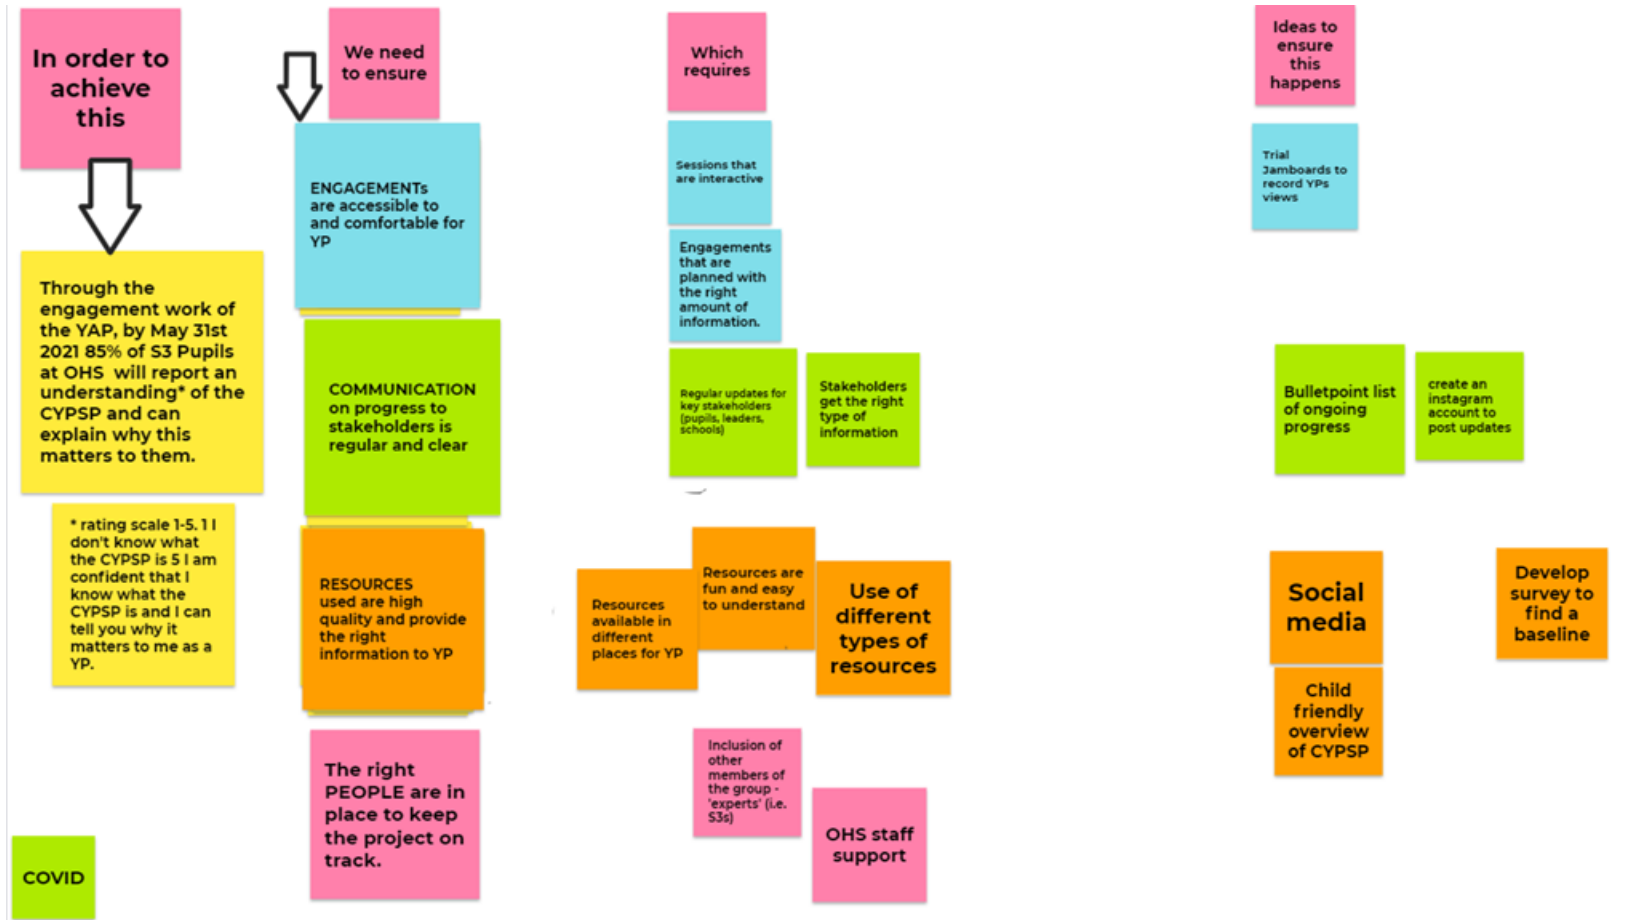 In order to
achieve
this
Through the
engagement work of
the YAP, by May 31st
2021 85% of S3 Pupils
at OHS will report an
understanding* of the
CYPSP and can
explain why this
matters to them.
* rating scale 1-5. 1 I
don't know what
the CYPSP is 5 I am
confident that I
know what the
CYPSP is and I can
tell you why it
matters to me as a
YP.
COVID
We need
to ensure
ENGAGEMENTs
are accessible to
and comfortable for
YP
COMMUNICATION
on progress to
stakeholders is
regular and clear
RESOURCES
used are high
quality and provide
the right
information to YP
The right
PEOPLE are in
place to keep
the project on
track.
Which
requires
Sessions that
are interactive
Engagements
that are
planned with
the right
amount of
information.
Regular updates for
key stakeholders
(pupils, leaders,
schools)
Stakeholders
get the right
type of
information
Resources
available in
different
places for YP
Resources are
fun and easy
to understand
Use of
different
types of
resources
Inclusion of
other
members of
the group -
'experts' (i.e.
S3s)
OHS staff
support
Ideas to
ensure
this
happens
Trial
Jamboards to
record YPs
views
Bulletpoint list
of ongoing
progress
create an
instagram
account to
post updates
Social
media
Develop
survey to
find a
baseline
Child
friendly
overview
of CYPSP